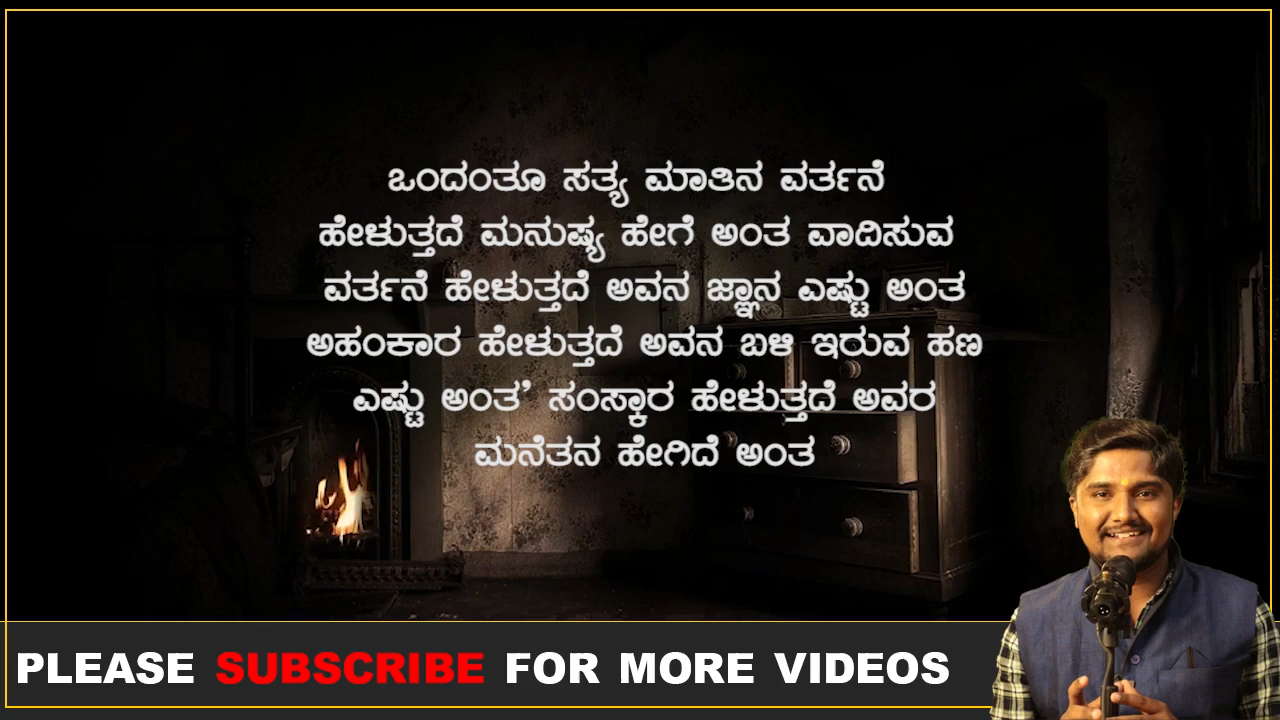 ಒಂದಂತೂ ಸತ್ಯ ಮಾತಿನ ವರ್ತನೆ
ಹೇಳುತ್ತದೆ ಮನುಷ್ಯ ಹೇಗೆ ಅಂತ ವಾದಿಸುವ
ವರ್ತನೆ ಹೇಳುತ್ತದೆ ಅವನ ಜ್ಞಾನ ಎಷ್ಟು ಅಂತ
ಅಹಂಕಾರ ಹೇಳುತ್ತದೆ ಅವನ ಬಳಿ ಇರುವ ಹಣ
ಎಷ್ಟು ಅಂತ’ ಸಂಸ್ಕಾರ ಹೇಳುತ್ತದೆ ಅವರ
ಮನೆತನ ಹೇಗಿದೆ ಅಂತ
PLEASE SUBSCRIBE FOR MORE VIDEOS